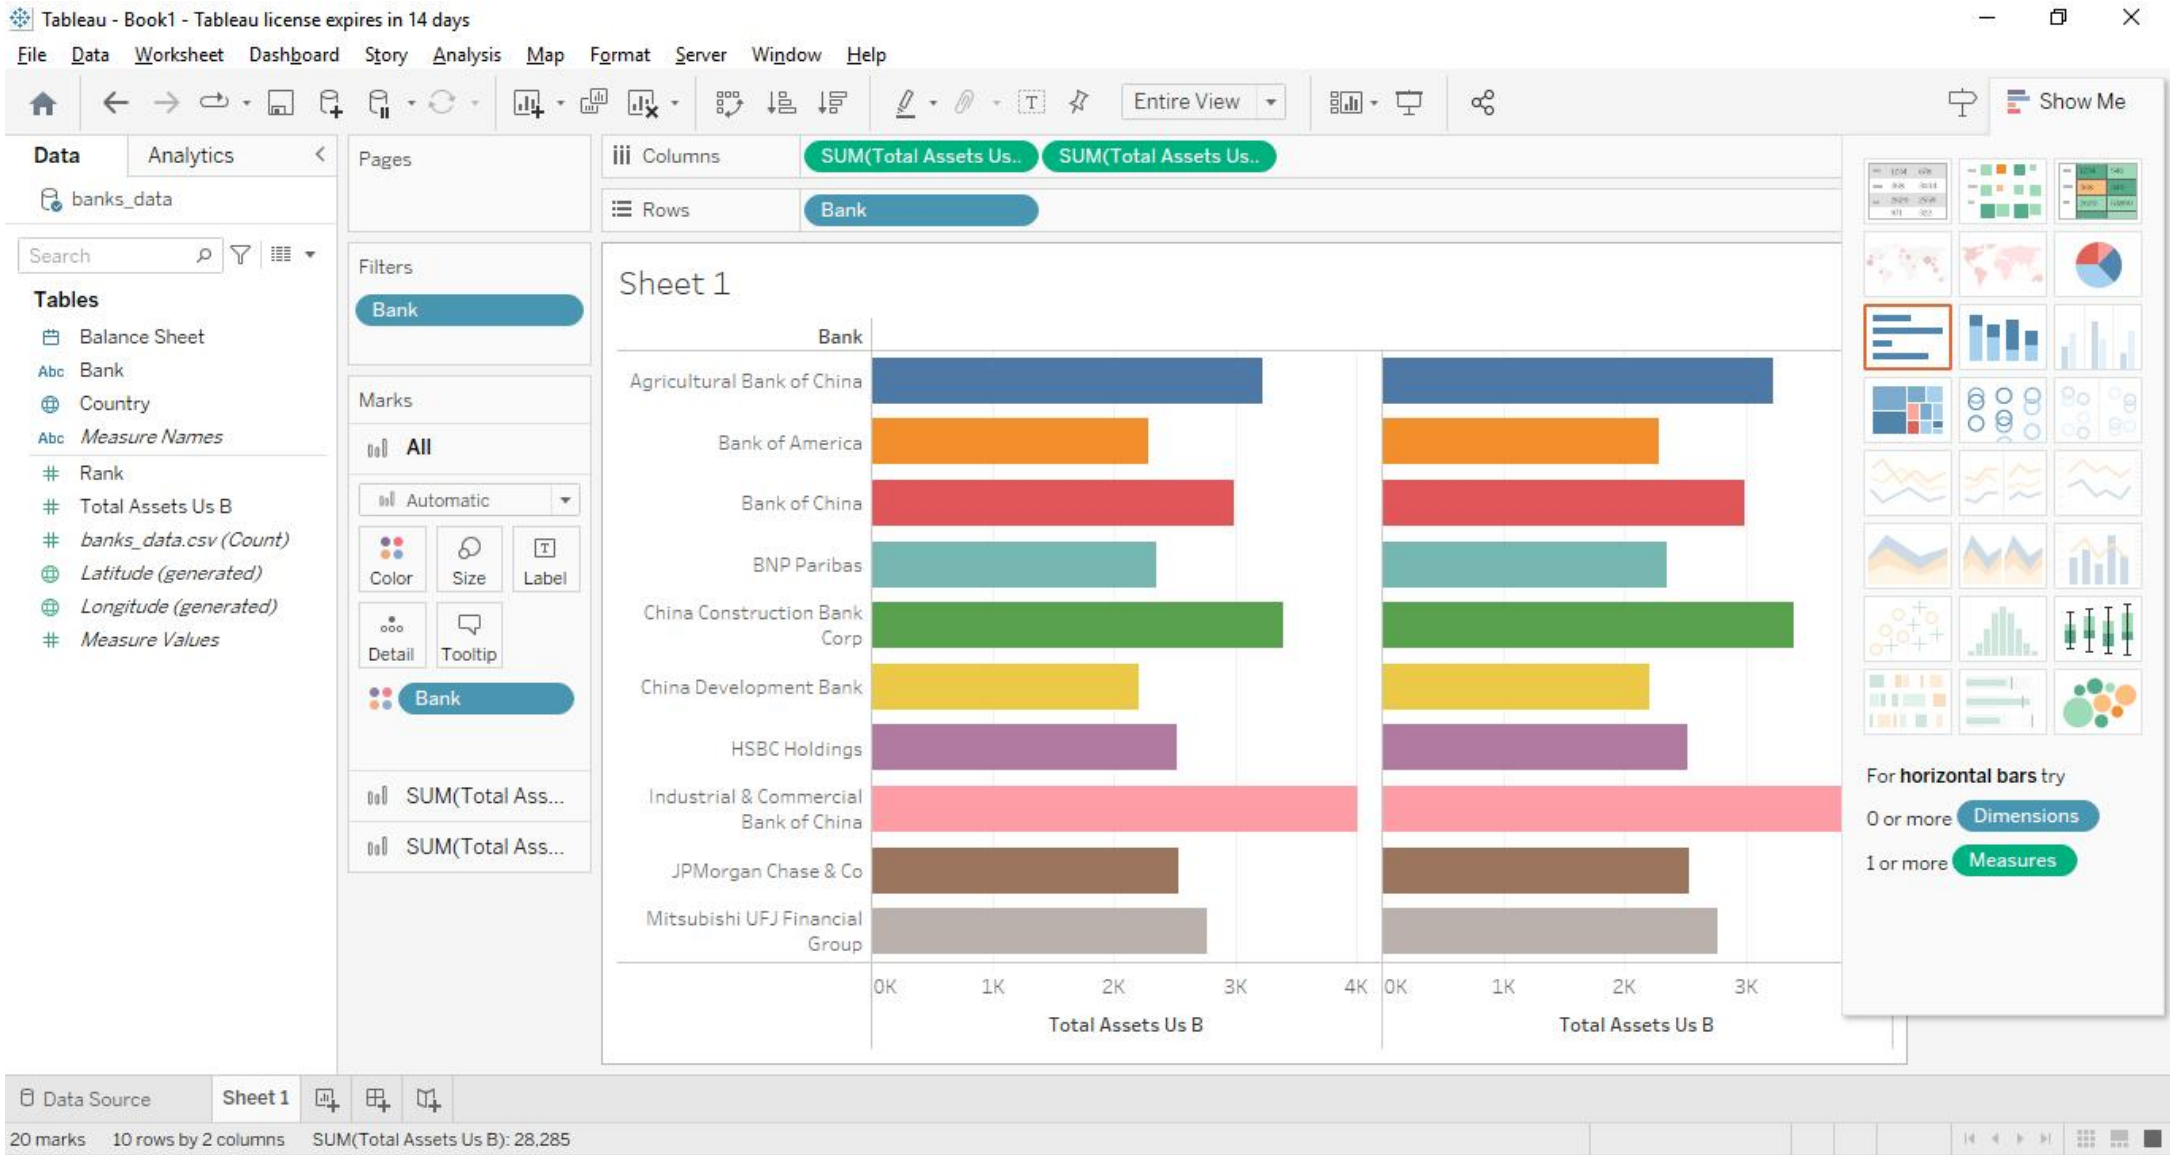 Tableau - Book1 - Tableau license expires in 14 days
File Data Worksheet Dashboard Story Analysis Map Format Server Window Help
Entire View
Show Me
Data Analytics
banks_data
Search
Tables
Balance Sheet
Abc Bank
Country
Abc Measure Names
# Rank
# Total Assets Us B
# banks_data.csv (Count)
Latitude (generated)
Longitude (generated)
# Measure Values
Pages
Filters
Bank
Marks
All
Automatic
Color Size Label
Detail Tooltip
Bank
SUM(Total Ass...
SUM(Total Ass...
Columns SUM(Total Assets Us.. SUM(Total Assets Us..
Rows Bank
Sheet 1
Bank
Agricultural Bank of China
Bank of America
Bank of China
BNP Paribas
China Construction Bank
Corp
China Development Bank
HSBC Holdings
Industrial & Commercial
Bank of China
JPMorgan Chase & Co
Mitsubishi UFJ Financial
Group
0K 1K 2K 3K 4K 0K 1K 2K 3K
Total Assets Us B Total Assets Us B
For horizontal bars try
0 or more Dimensions
1 or more Measures
Data Source Sheet 1
20 marks 10 rows by 2 columns SUM(Total Assets Us B): 28,285